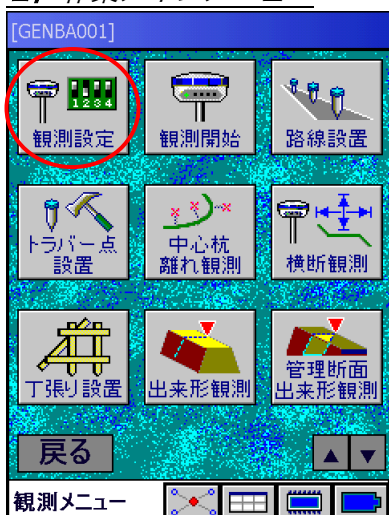 [GENBA001]
1234
観測設定
観測開始
路線設置
トラバー点
設置
中心杭
離れ観測
横断観測
丁張り設置
出来形観測
管理断面
出来形観測
戻る
観測メニュー